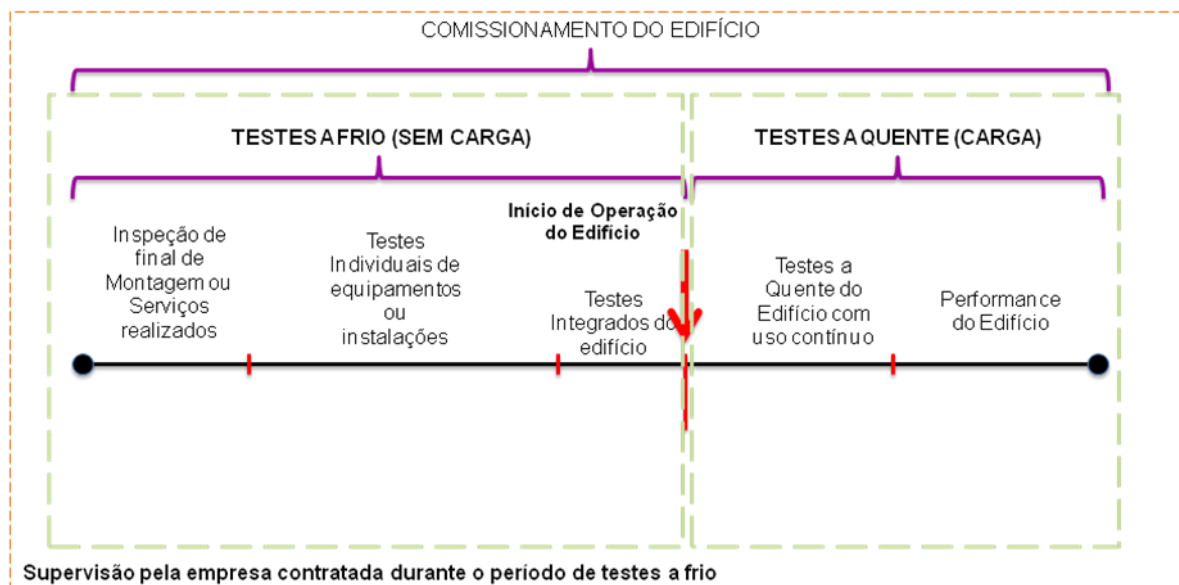 COMISSIONAMENTO DO EDIFÍCIO
TESTES A FRIO (SEM CARGA)
TESTES A QUENTE (CARGA)
Início de Operação
do Edifício
Inspeção de
final de
Montagem ou
Serviços
realizados
Testes
Individuais de
equipamentos
ou
instalações
Testes
Integrados do
edifício
Testes a
Quente do
Edifício com
uso contínuo
Performance
do Edifício
Supervisão pela empresa contratada durante o período de testes a frio